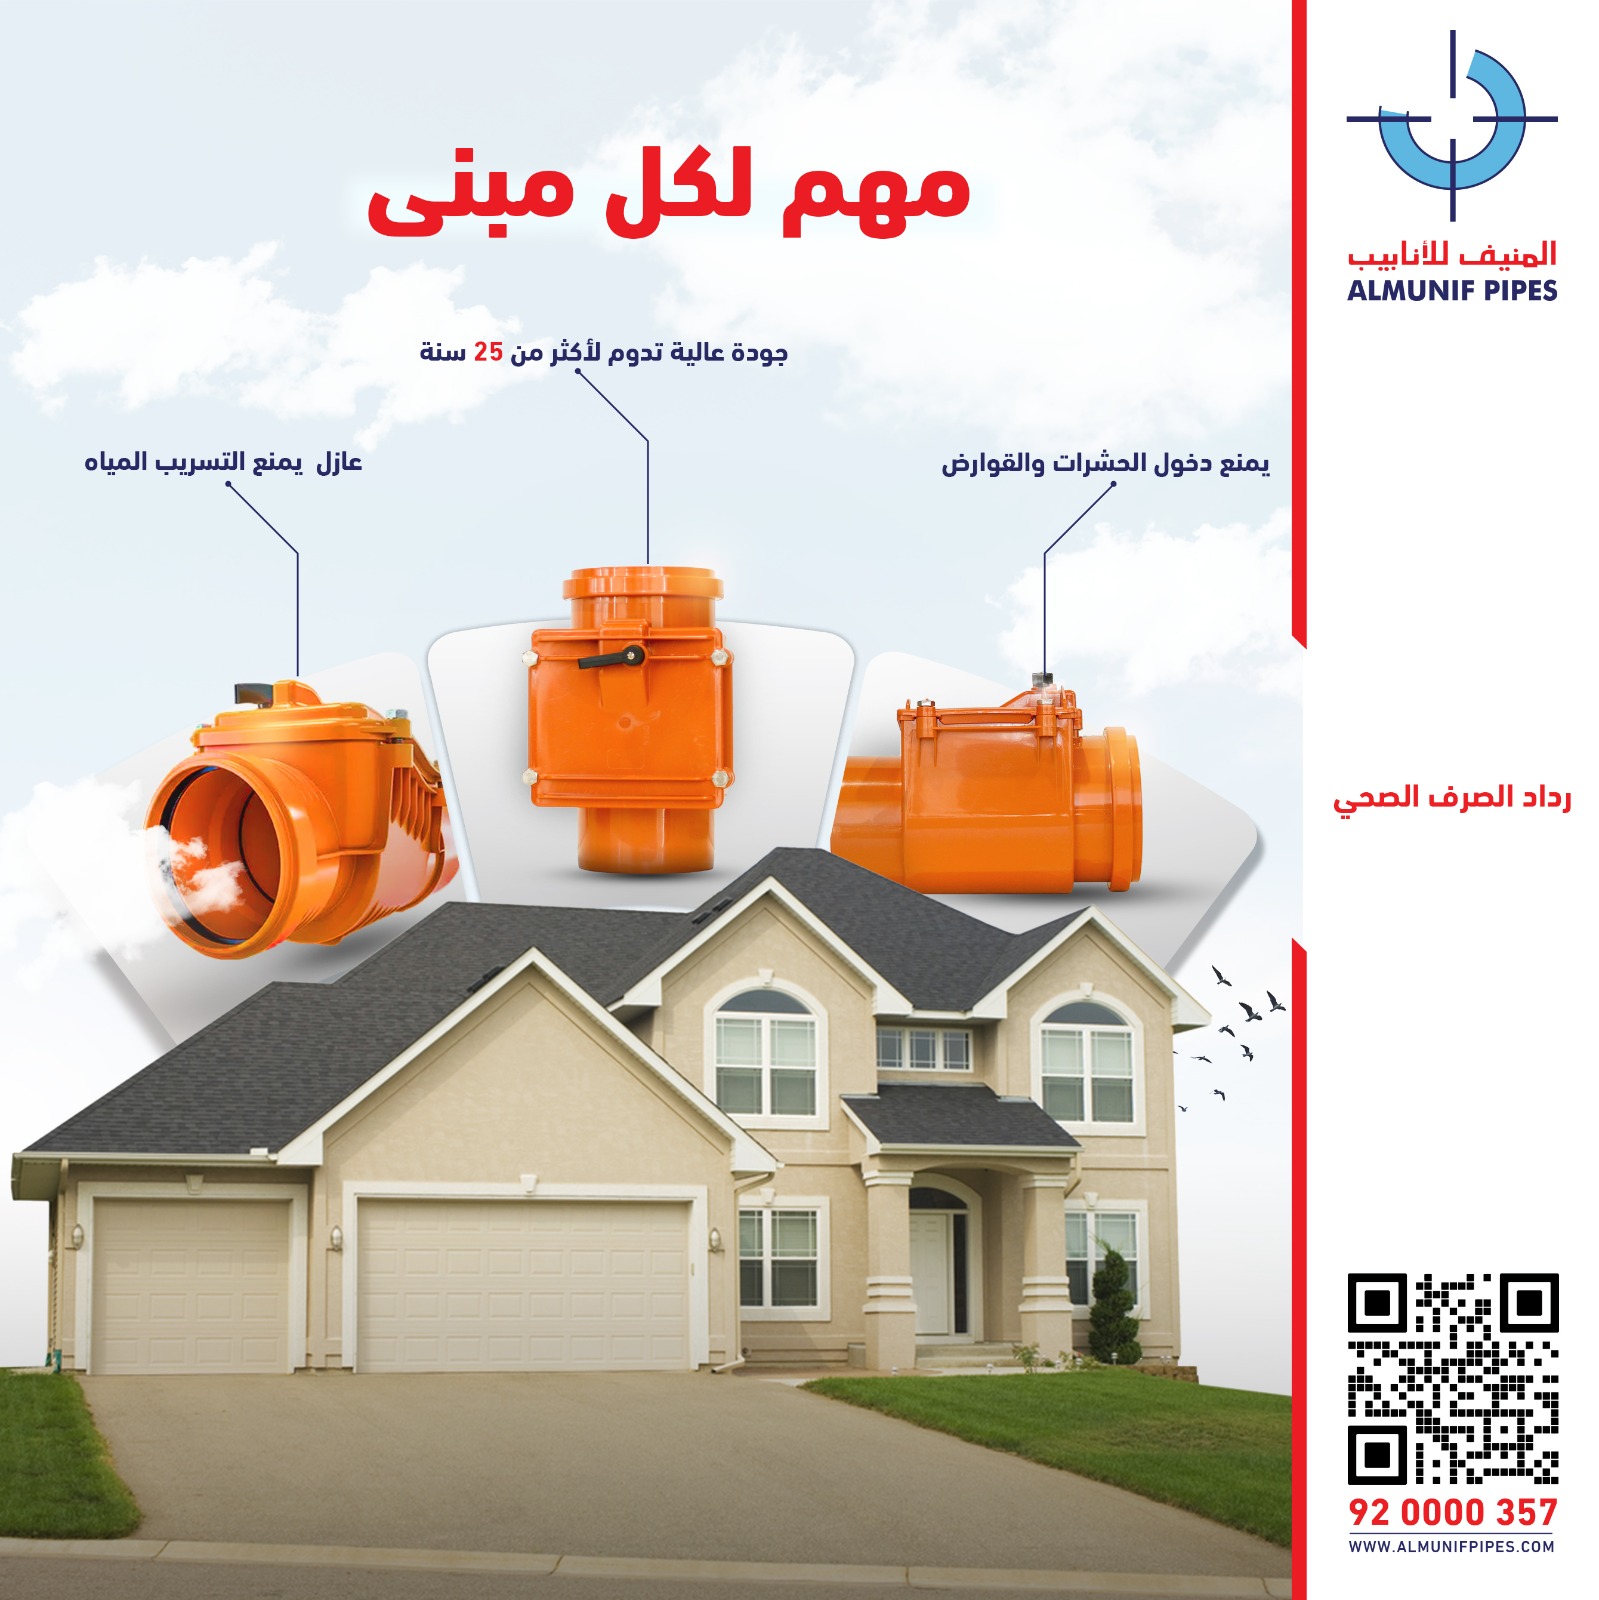 مهم لكل مبنى
جودة عالية تدوم لأكثر من 25 سنة
يمنع دخول الحشرات والقوارض
عازل يمنع التسريب المياه
المنيف للأنابيب
ALMUNIF PIPES
رداد الصرف الصحي
92 0000 357
WWW.ALMUNIFPIPES.COM